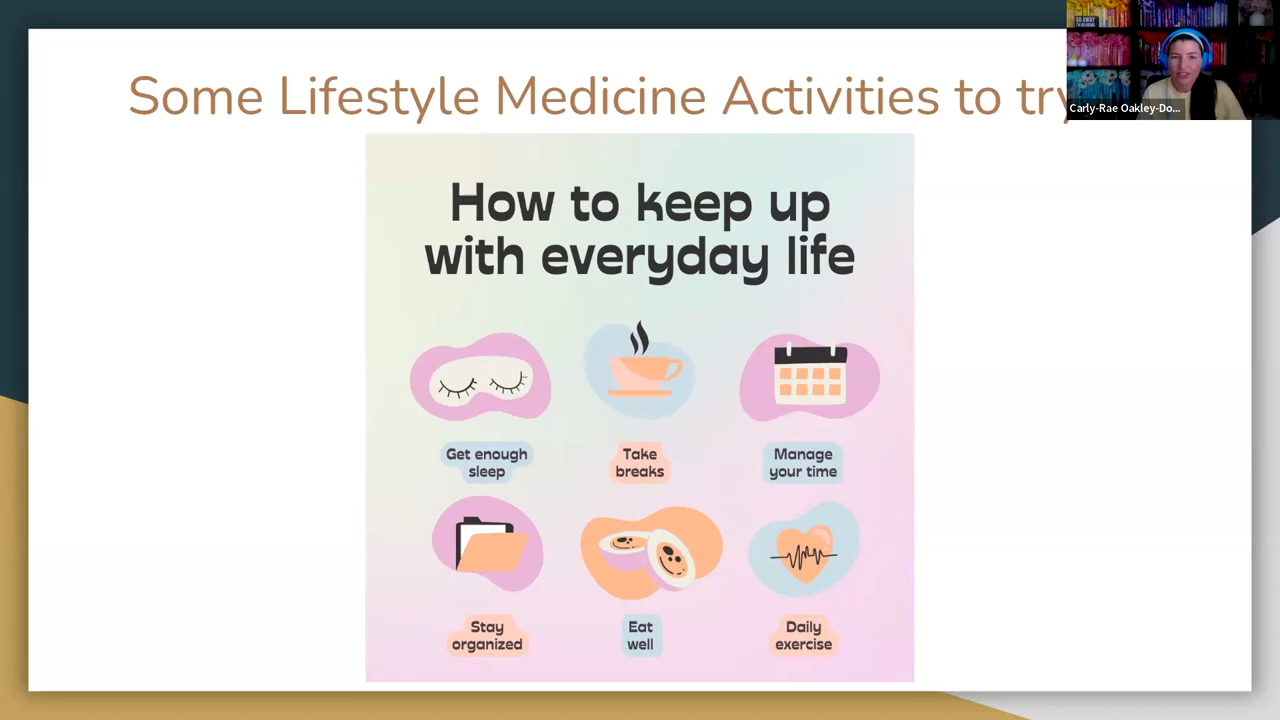 Some Lifestyle Medicine Activities to try
Carly-Rae Oakley-Do...
How to keep up
with everyday life
Get enough
sleep
Take
breaks
Manage
your time
Stay
organized
Eat
well
Daily
exercise